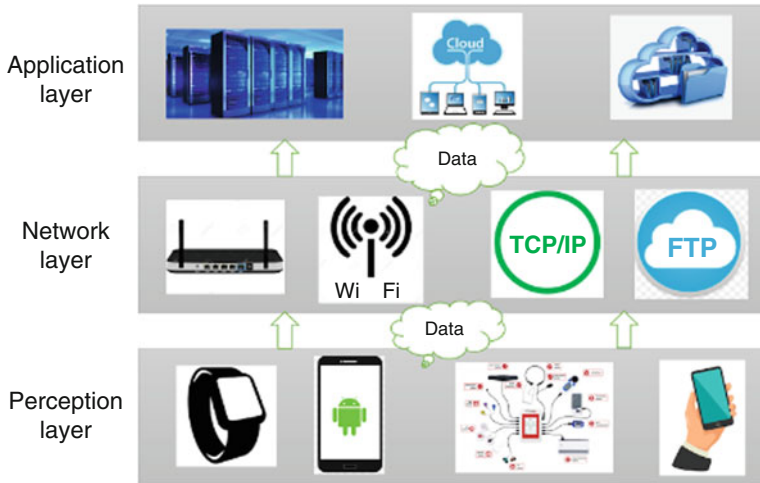 Application
layer
Cloud
Data
Network
layer
Wi Fi
TCP/IP
FTP
Data
Perception
layer